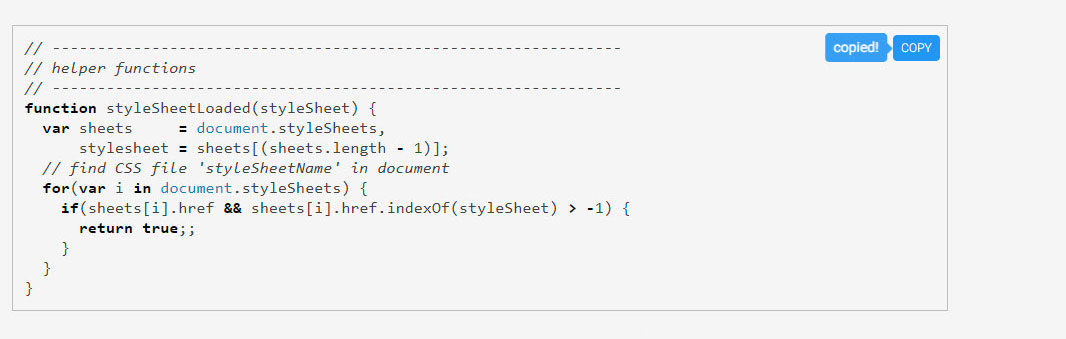 // ---------------------------------------------------------------
copied! COPY
// helper functions
// ---------------------------------------------------------------
function styleSheetLoaded(styleSheet) {
  var sheets     = document.styleSheets,
      stylesheet = sheets[(sheets.length - 1)];
  // find CSS file 'styleSheetName' in document
  for(var i in document.styleSheets) {
    if(sheets[i].href && sheets[i].href.indexOf(styleSheet) > -1) {
      return true;;
    }
  }
}